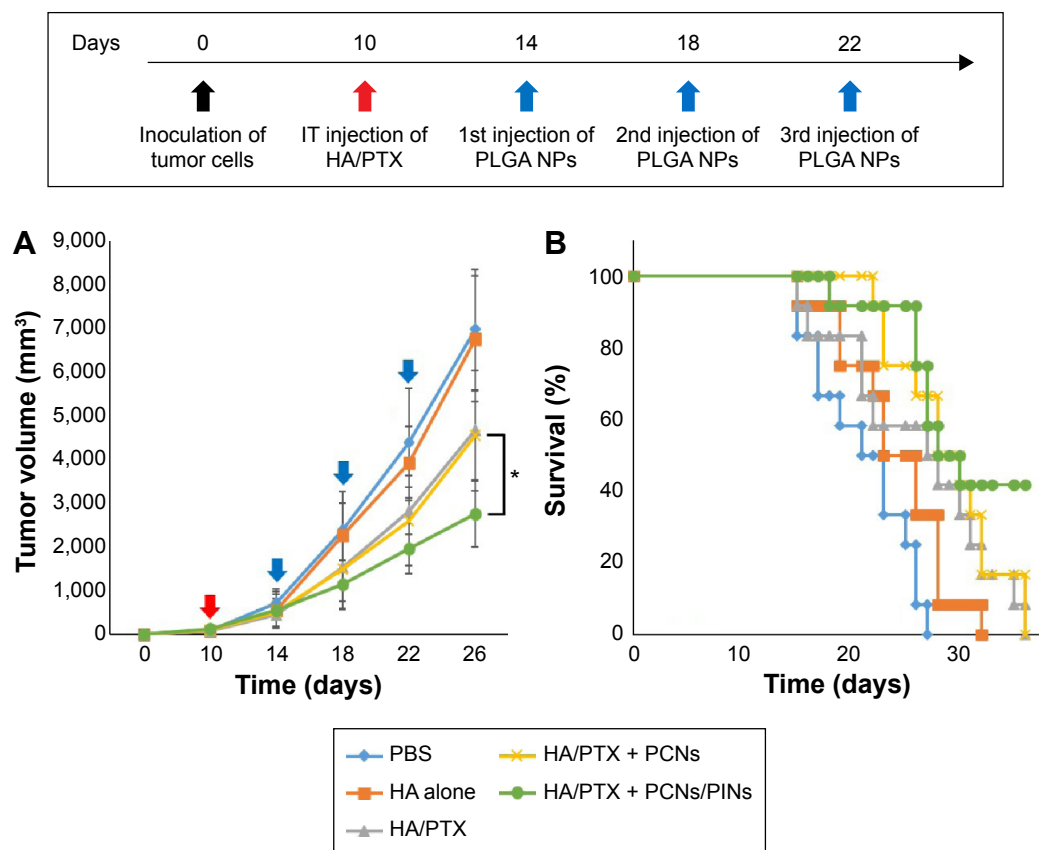 Days 0 10 14 18 22
Inoculation of tumor cells
IT injection of HA/PTX
1st injection of PLGA NPs
2nd injection of PLGA NPs
3rd injection of PLGA NPs
A
Tumor volume (mm³)
9,000
8,000
7,000
6,000
5,000
4,000
3,000
2,000
1,000
0
*
0 10 14 18 22 26
Time (days)
B
Survival (%)
100
80
60
40
20
0
0 10 20 30
Time (days)
PBS
HA alone
HA/PTX
HA/PTX + PCNs
HA/PTX + PCNs/PINs